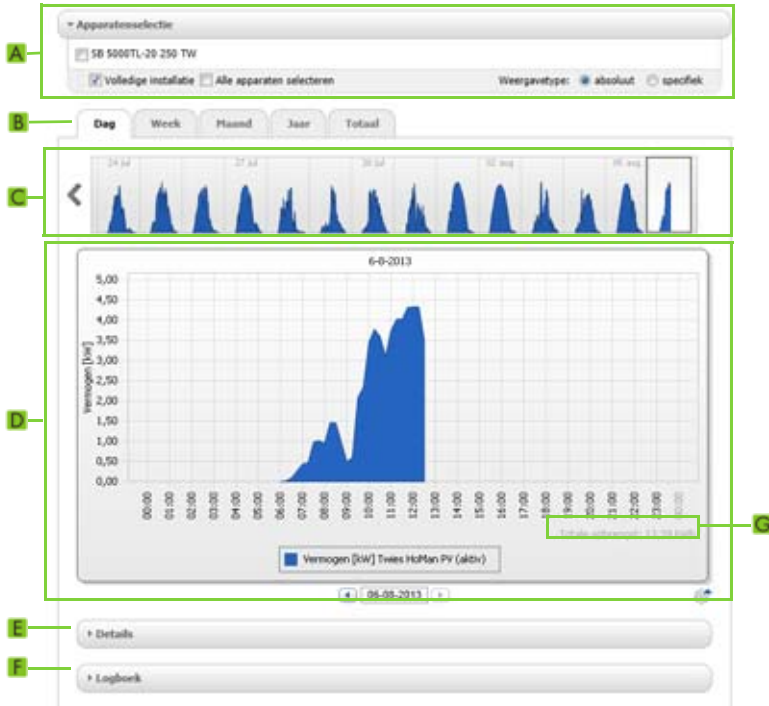 Apparatenselectie
A
SB 5000TL-20 250 TW
Volledige installatie Alle apparaten selecteren Weergavetype: absoluut specifiek
B
Dag Week Maand Jaar Totaal
24 jul 27 jul 30 jul 02 aug 05 aug
C
6-8-2013
5,00
4,50
4,00
3,50
3,00
2,50
2,00
1,50
1,00
0,50
0,00
Vermogen [kW]
D
00:00 01:00 02:00 03:00 04:00 05:00 06:00 07:00 08:00 09:00 10:00 11:00 12:00 13:00 14:00 15:00 16:00 17:00 18:00 19:00 20:00 21:00 22:00 23:00 00:00
G
Totale opbrengst:
Vermogen [kW] Twies HoMan PV (aktiv)
06-08-2013
E
Details
F
Logboek